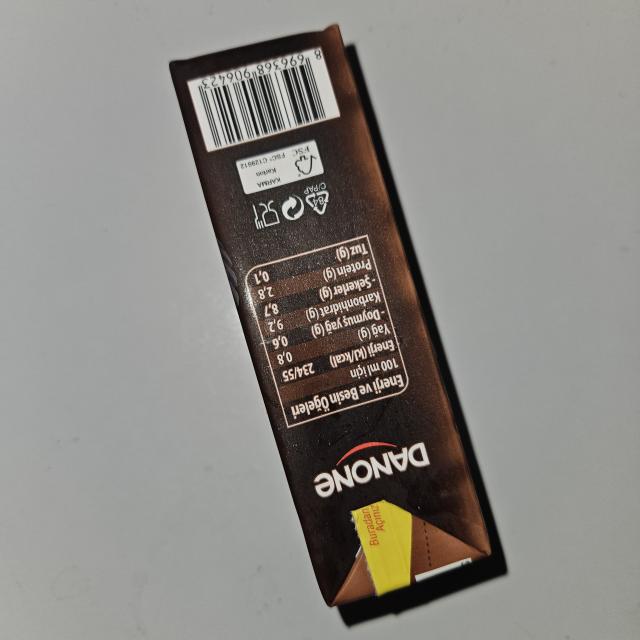 Buradan
Açınız
DANONE
Enerji ve Besin Öğeleri
100 ml için
Enerji (kJ/kcal) 234/55
Yağ (g) 0,8
- Doymuş yağ (g) 0,6
Karbonhidrat (g) 9,2
- Şekerler (g) 8,7
Protein (g) 2,8
Tuz (g) 0,1
84
C/PAP
KARMA
Karton
FSC
FSC® C129912
8 696368 906423